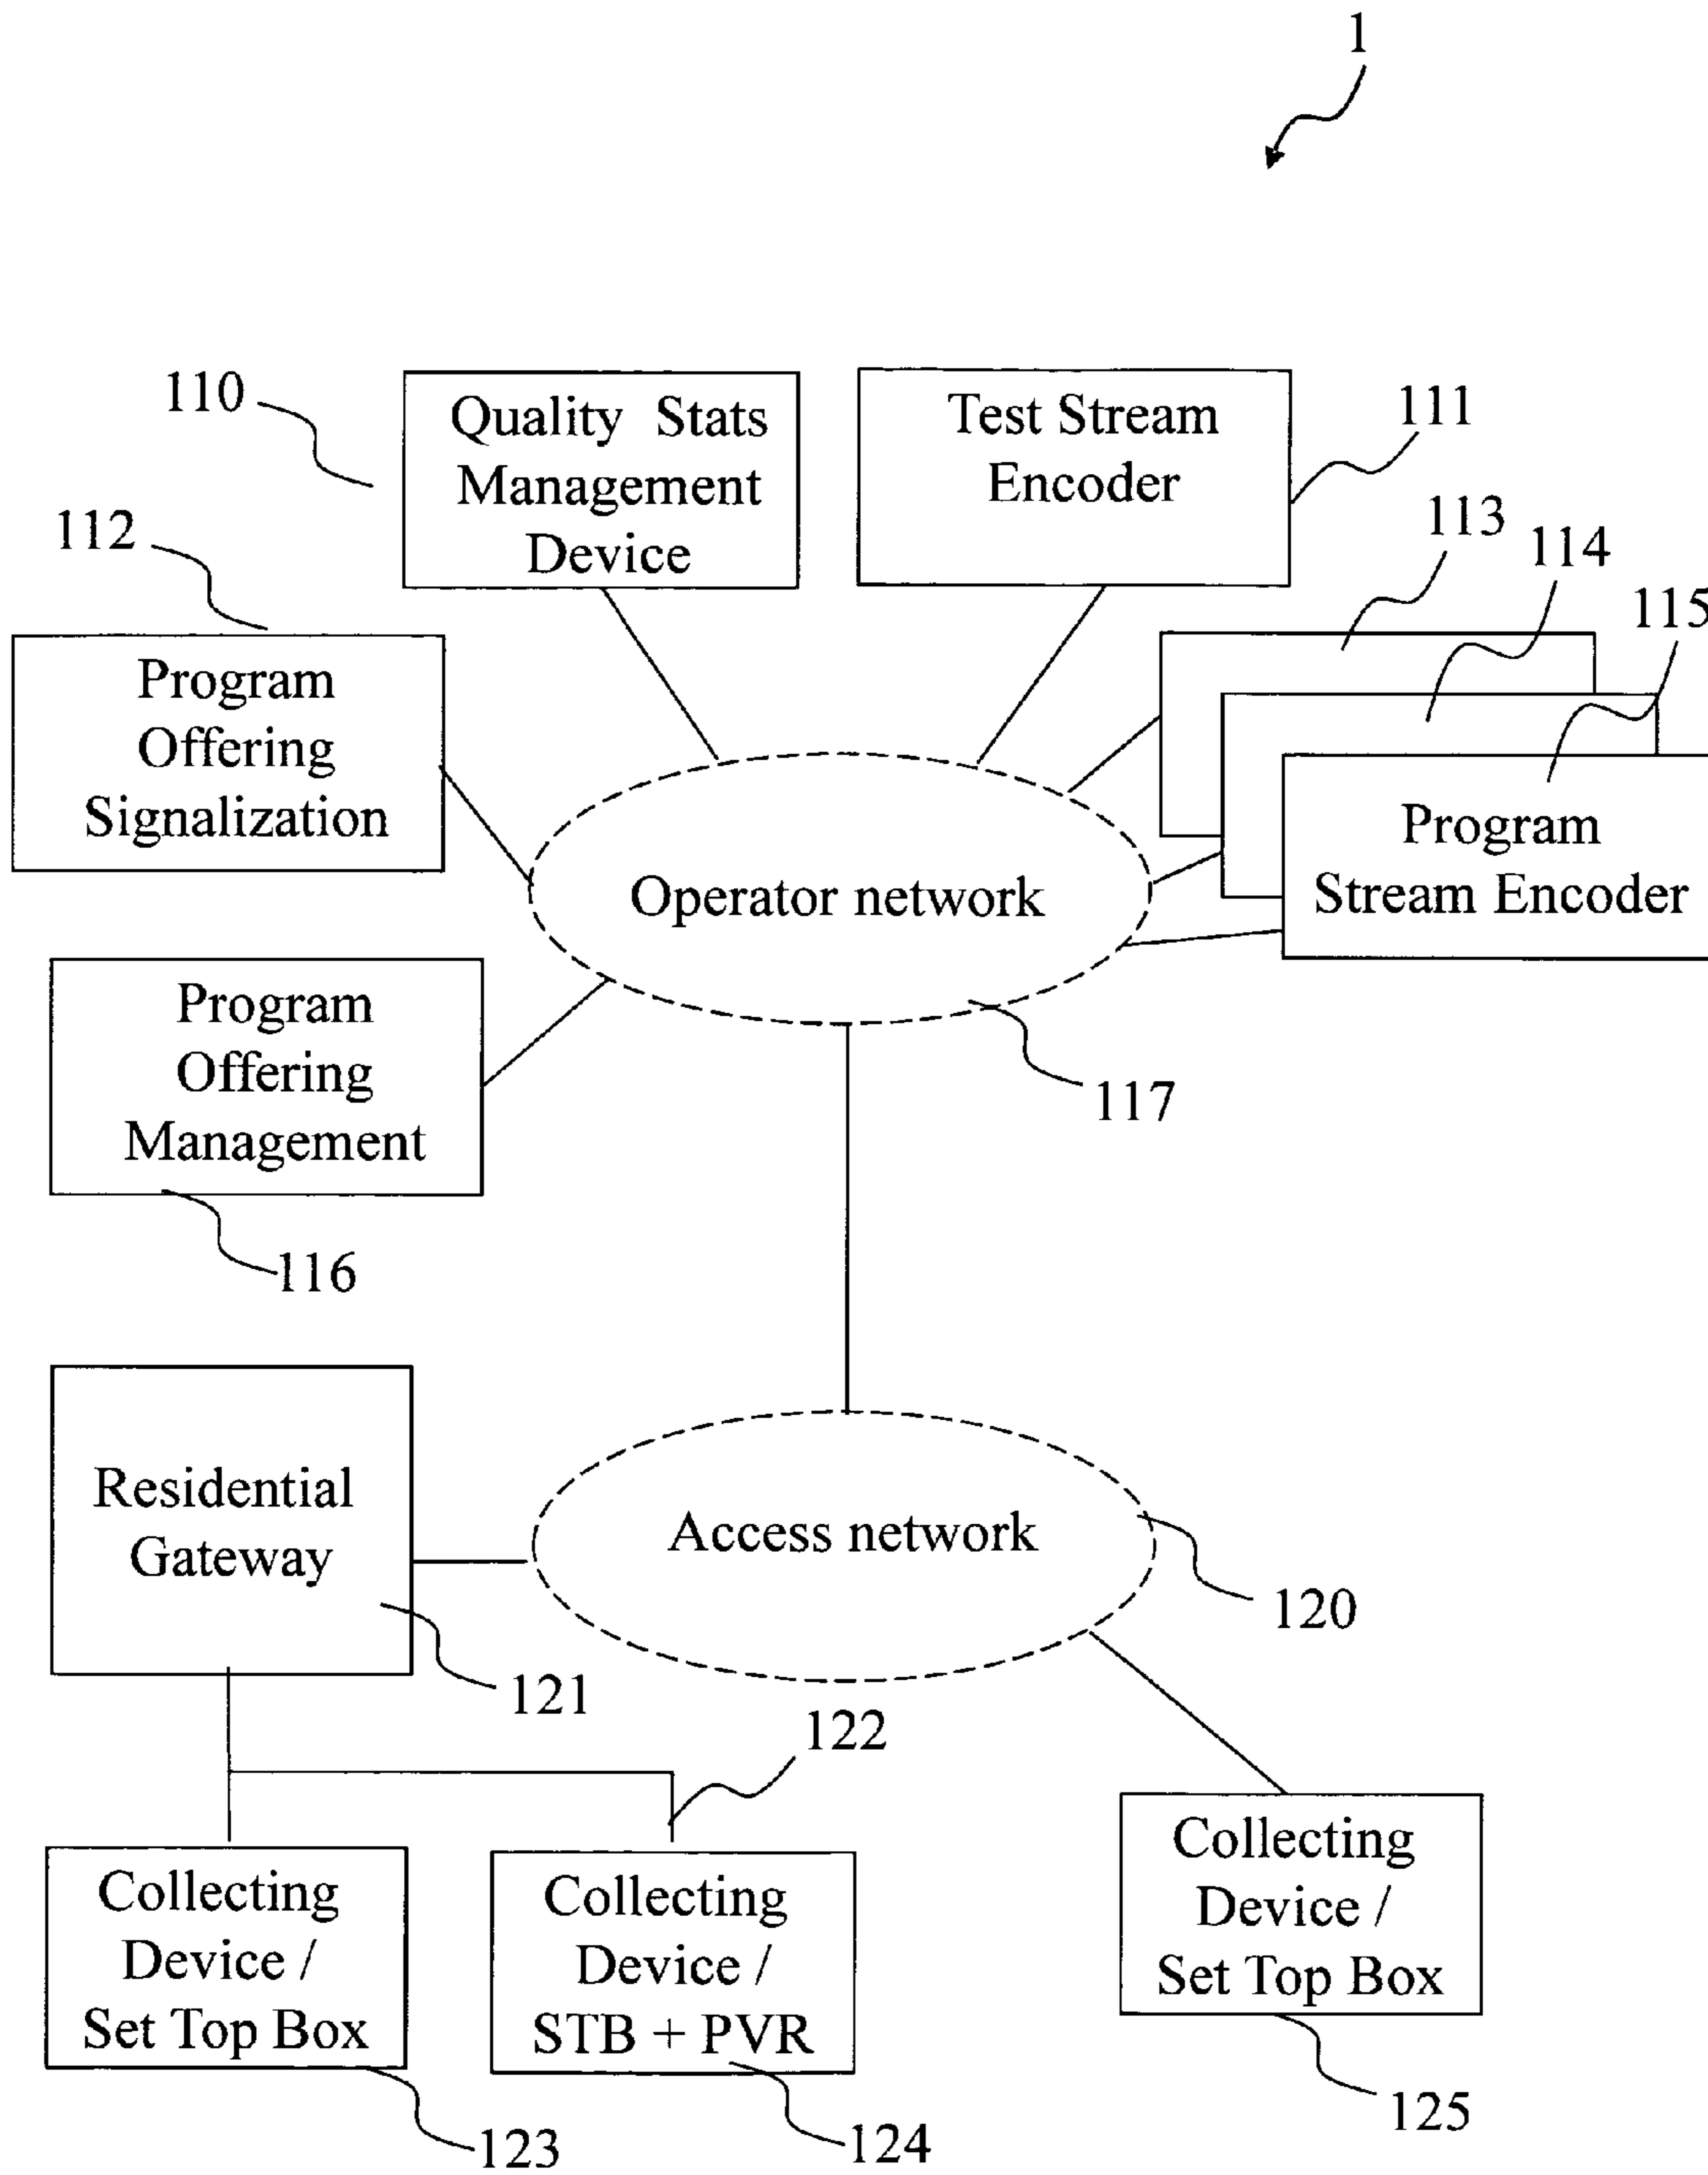 1
110
Quality Stats
Management
Device
Test Stream
Encoder
111
112
113
114
115
Program
Offering
Signalization
Operator network
Program
Stream Encoder
Program
Offering
Management
117
116
Residential
Gateway
Access network
120
121
122
Collecting
Device /
Set Top Box
Collecting
Device /
STB + PVR
Collecting
Device /
Set Top Box
123
124
125